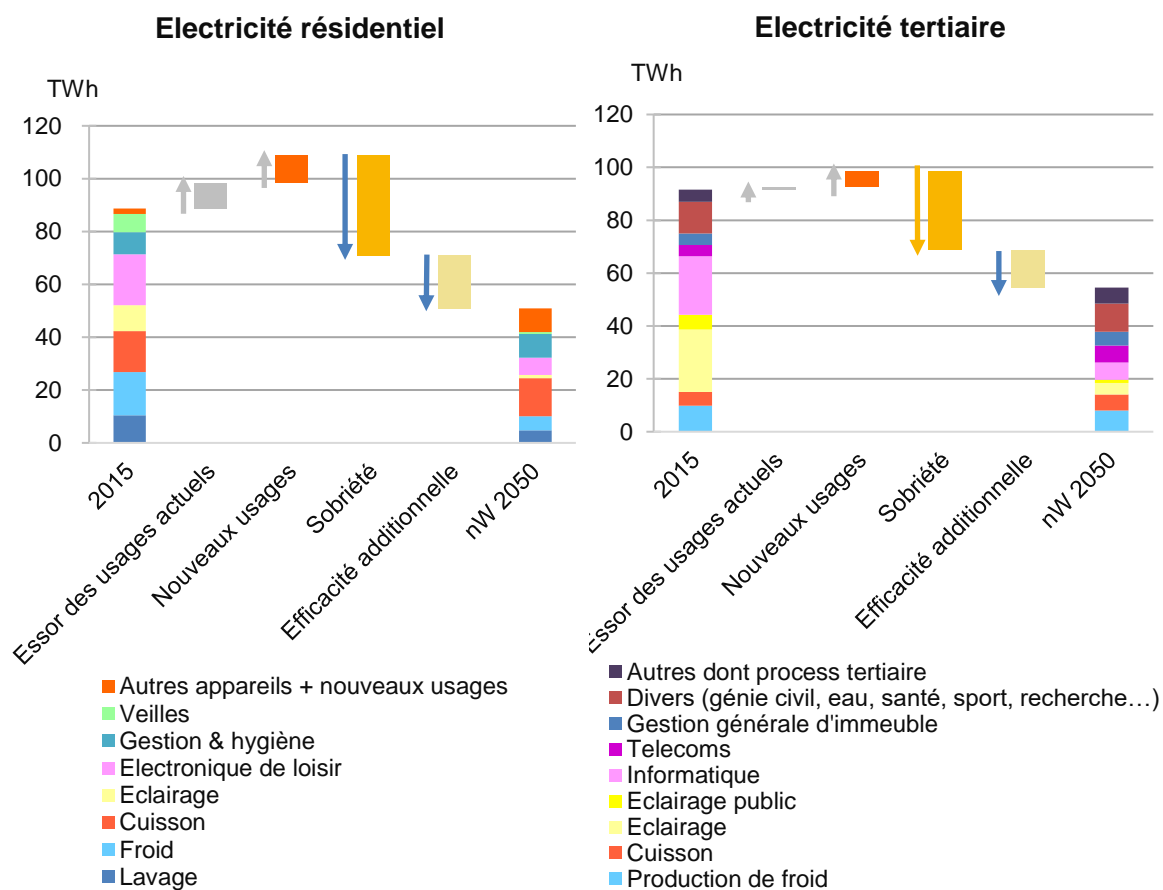 Electricité résidentiel
TWh
120
100
80
60
40
20
0
2015
Essor des usages actuels
Nouveaux usages
Sobriété
Efficacité additionnelle
nW 2050
Autres appareils + nouveaux usages
Veilles
Gestion & hygiène
Electronique de loisir
Eclairage
Cuisson
Froid
Lavage
Electricité tertiaire
TWh
120
100
80
60
40
20
0
2015
Essor des usages actuels
Nouveaux usages
Sobriété
Efficacité additionnelle
nW 2050
Autres dont process tertiaire
Divers (génie civil, eau, santé, sport, recherche…)
Gestion générale d'immeuble
Telecoms
Informatique
Eclairage public
Eclairage
Cuisson
Production de froid